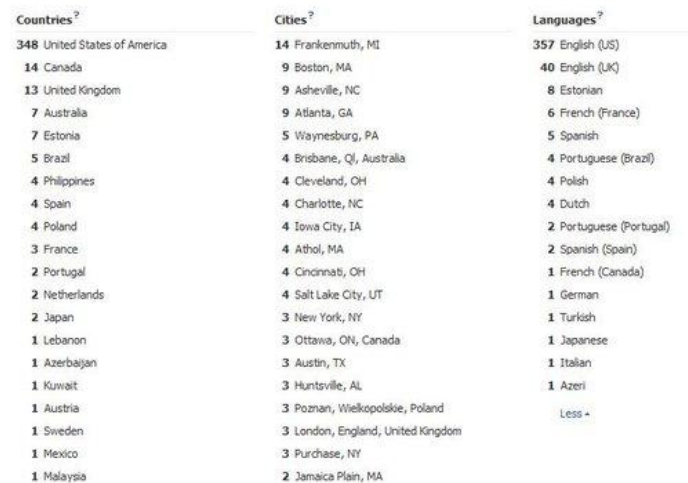 Countries?
348 United States of America
14 Canada
13 United Kingdom
7 Australia
7 Estonia
5 Brazil
4 Philippines
4 Spain
4 Poland
3 France
2 Portugal
2 Netherlands
2 Japan
1 Lebanon
1 Azerbaijan
1 Kuwait
1 Austria
1 Sweden
1 Mexico
1 Malaysia
Cities?
14 Frankenmuth, MI
9 Boston, MA
9 Asheville, NC
9 Atlanta, GA
5 Waynesburg, PA
4 Brisbane, Ql, Australia
4 Cleveland, OH
4 Charlotte, NC
4 Iowa City, IA
4 Athol, MA
4 Cincinnati, OH
4 Salt Lake City, UT
3 New York, NY
3 Ottawa, ON, Canada
3 Austin, TX
3 Huntsville, AL
3 Poznan, Wielkopolskie, Poland
3 London, England, United Kingdom
3 Purchase, NY
2 Jamaica Plain, MA
Languages?
357 English (US)
40 English (UK)
8 Estonian
6 French (France)
5 Spanish
4 Portuguese (Brazil)
4 Polish
4 Dutch
2 Portuguese (Portugal)
2 Spanish (Spain)
1 French (Canada)
1 German
1 Turkish
1 Japanese
1 Italian
1 Azeri
Less